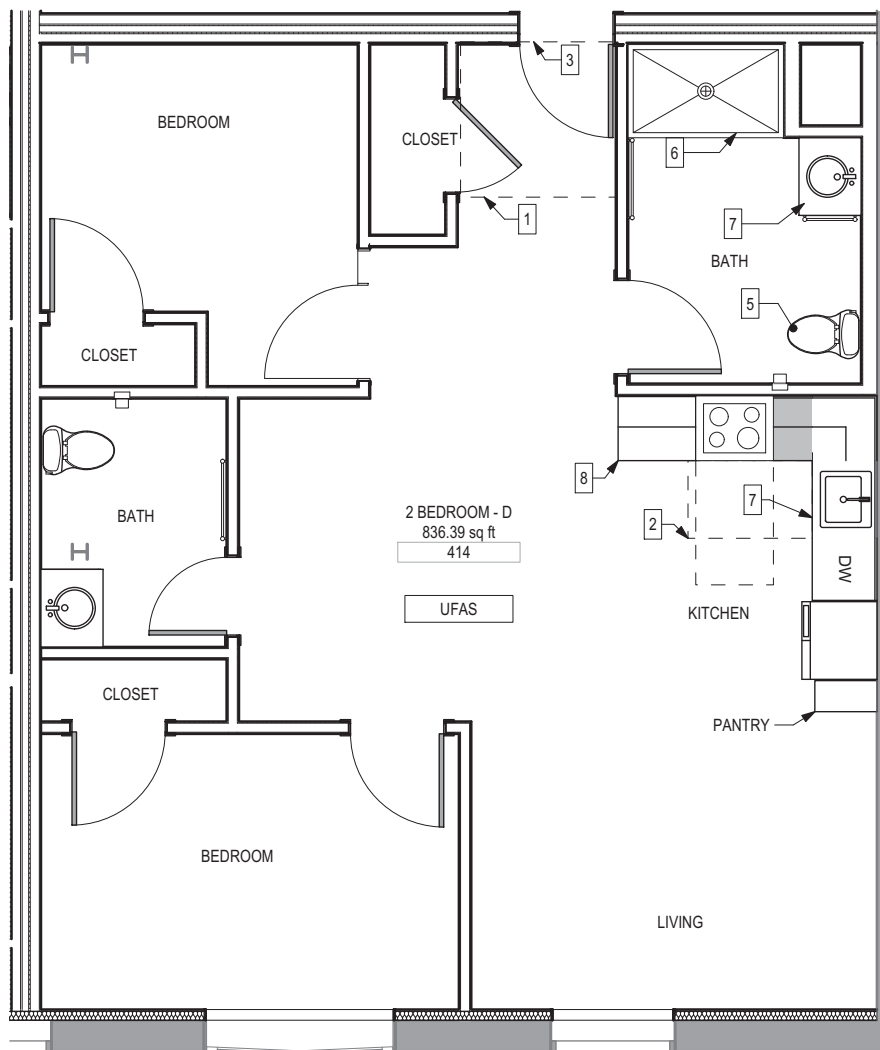 3
BEDROOM
CLOSET
6
1
7
BATH
5
CLOSET
8
7
BATH
2 BEDROOM - D
836.39 sq ft
414
2
DW
UFAS
KITCHEN
CLOSET
PANTRY
BEDROOM
LIVING